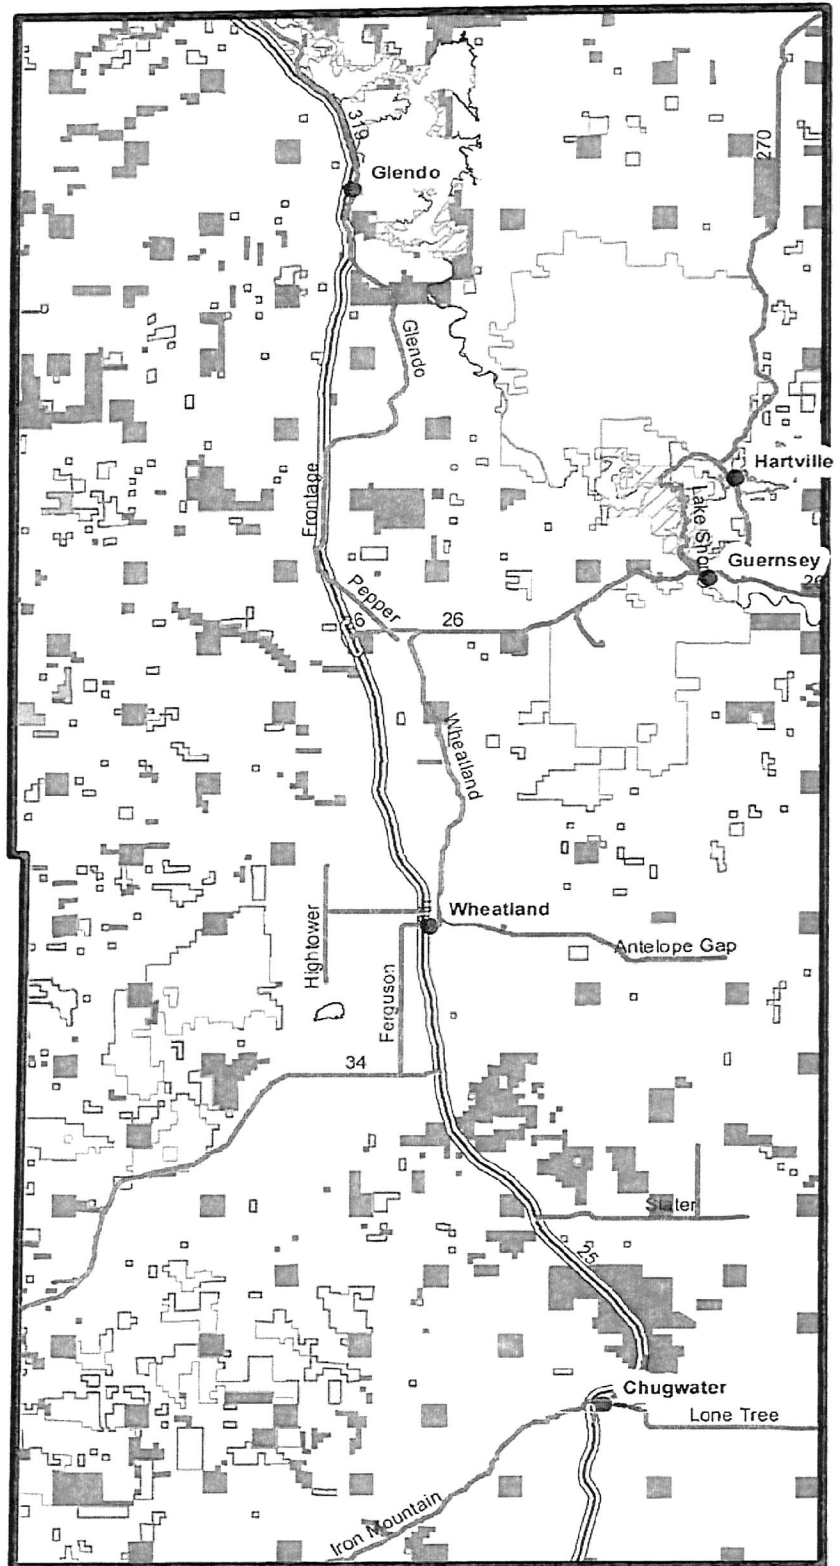 319
Glendo
270
Glendo
Hartville
Frontage
Lake Shore
Guernsey
26
Pepper
26
26
Wheatland
Wheatland
Hightower
Antelope Gap
Ferguson
34
Slater
25
Chugwater
Lone Tree
Iron Mountain